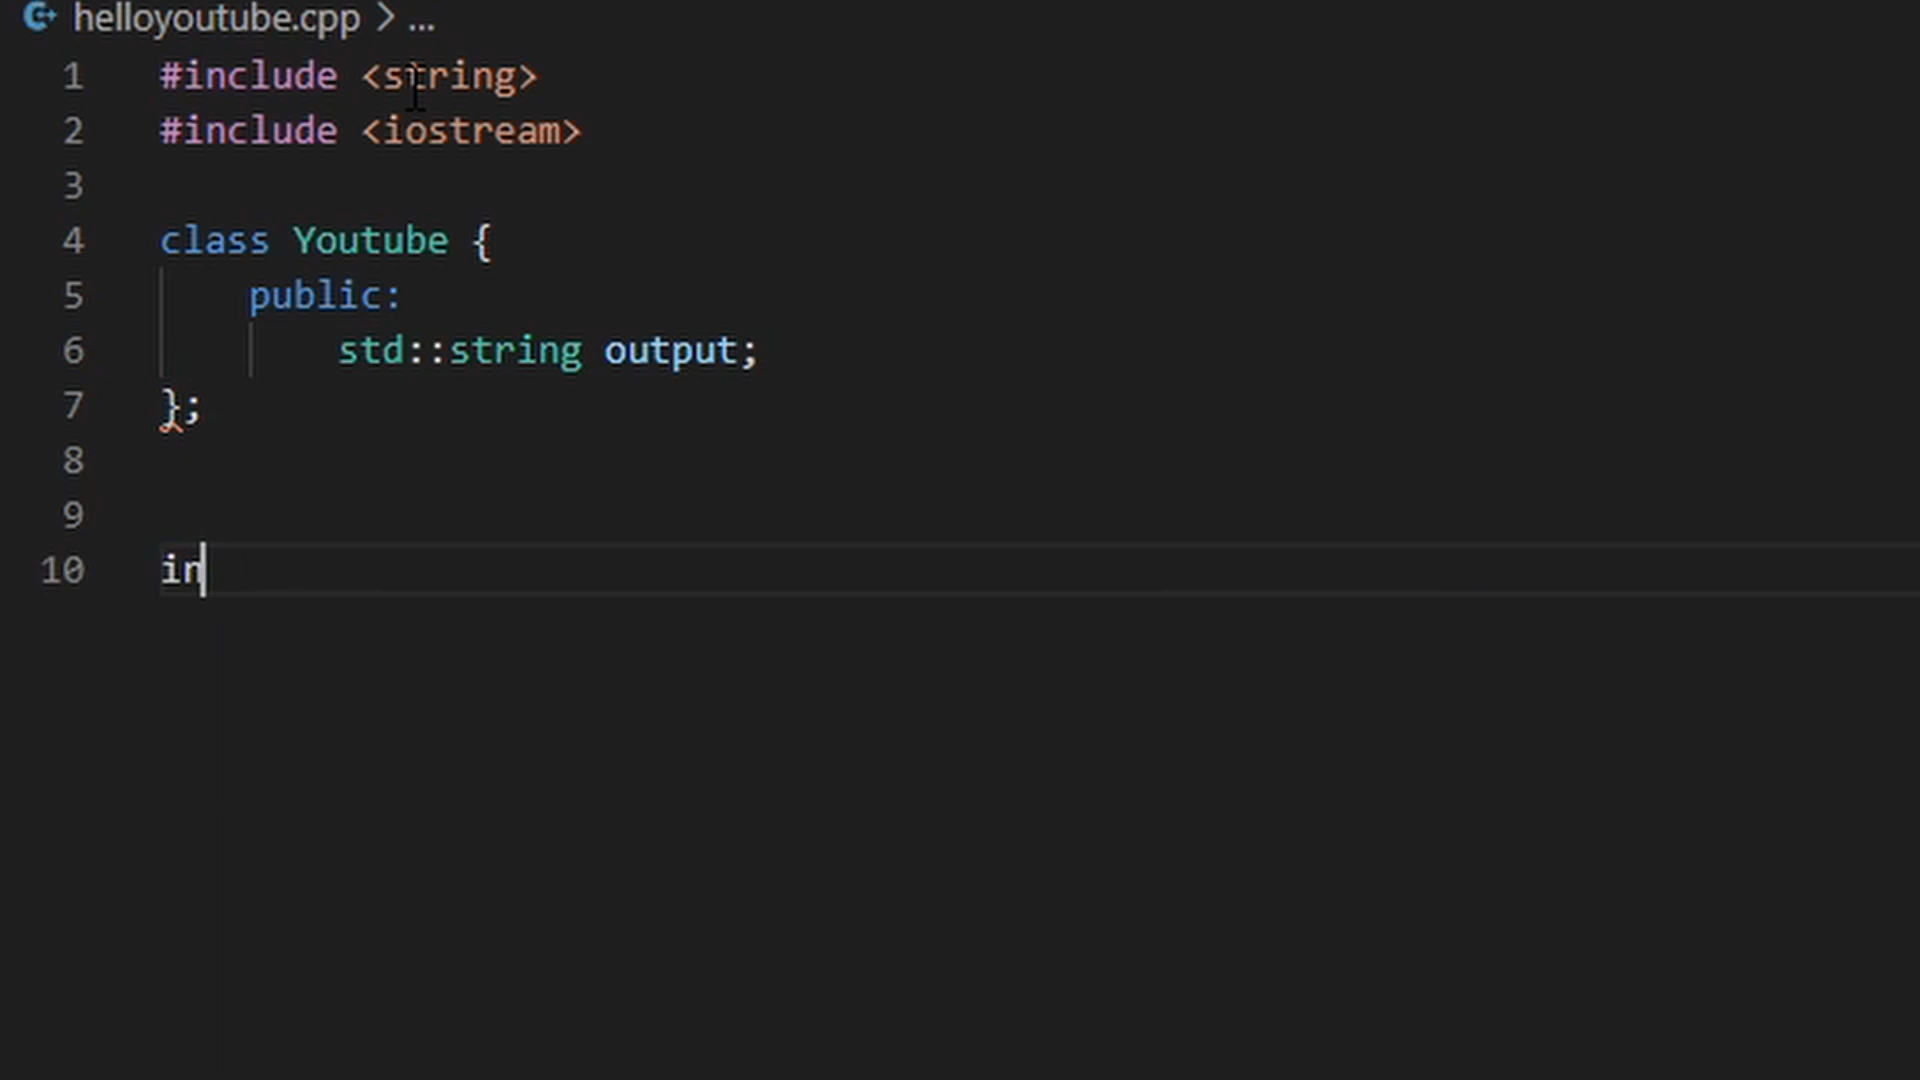 helloyoutube.cpp > ...
1 #include <string>
2 #include <iostream>
3
4 class Youtube {
5     public:
6         std::string output;
7 };
8
9
10 in